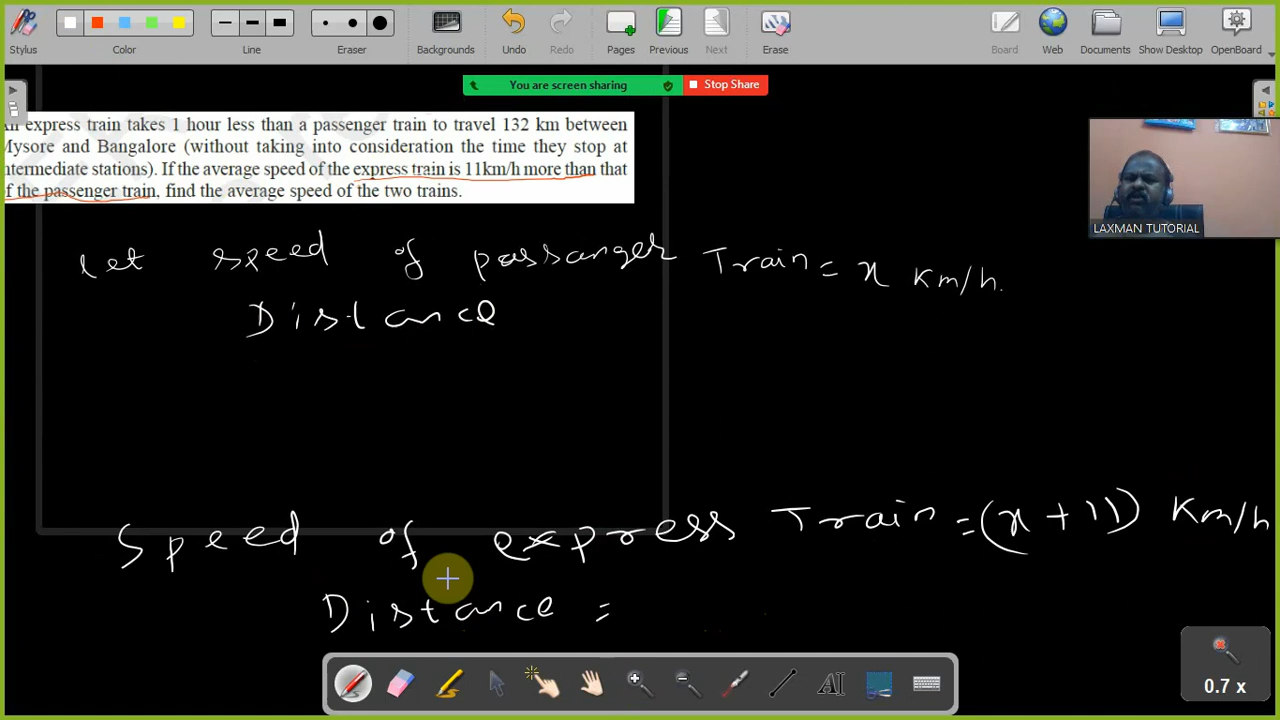 Stylus
Color
Line
Eraser
Backgrounds
Undo
Redo
Pages
Previous
Next
Erase
Board
Web
Documents
Show Desktop
OpenBoard
You are screen sharing
Stop Share
n express train takes 1 hour less than a passenger train to travel 132 km between
Mysore and Bangalore (without taking into consideration the time they stop at
ntermediate stations). If the average speed of the express train is 11km/h more than that
f the passenger train, find the average speed of the two trains.
LAXMAN TUTORIAL
let speed of passanger Train = x Km/h.
Distance
Speed of express Train = (x + 11) Km/h
Distance =
0.7 x